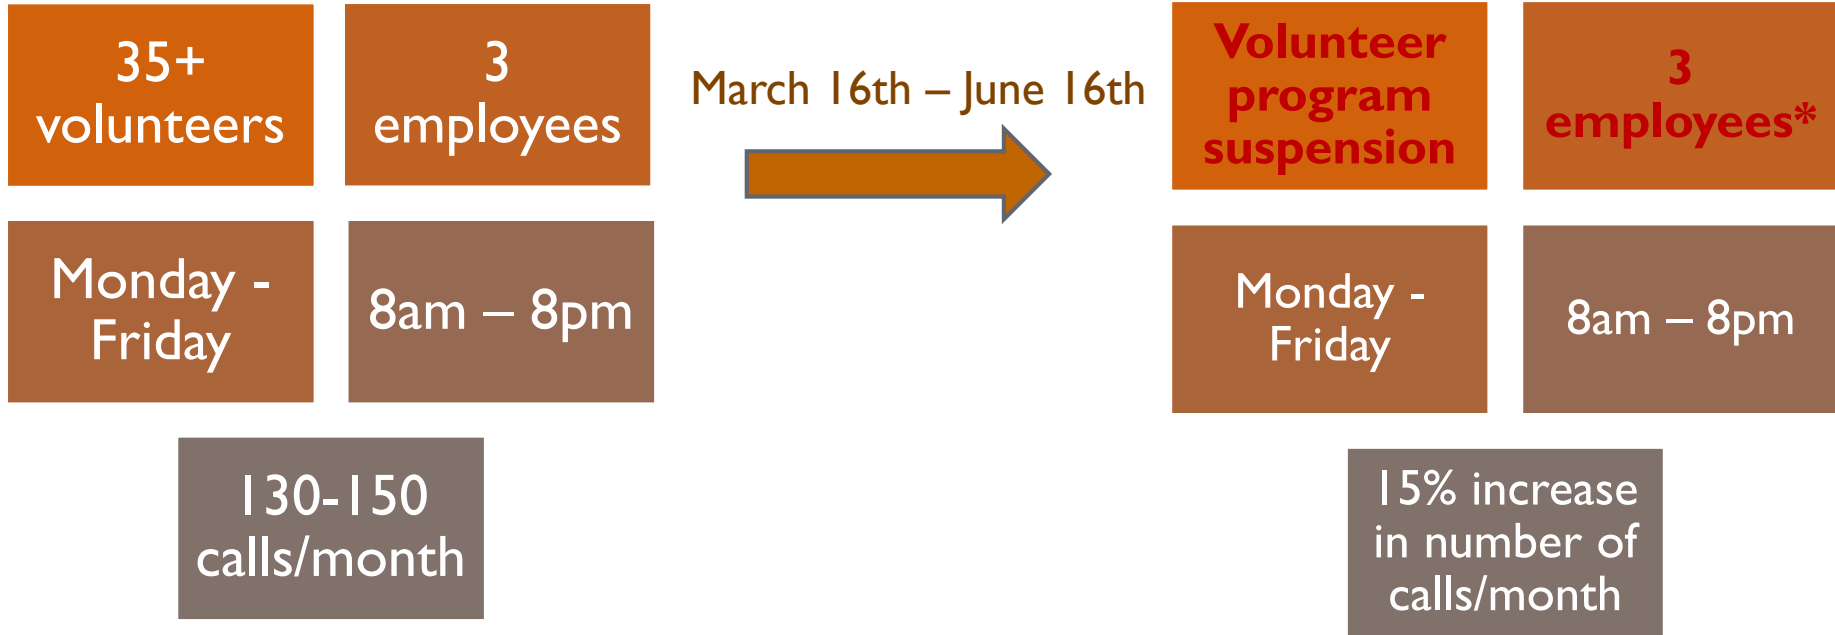 35+
volunteers
3
employees
Monday -
Friday
8am – 8pm
130-150
calls/month
March 16th – June 16th
Volunteer
program
suspension
3
employees*
Monday -
Friday
8am – 8pm
15% increase
in number of
calls/month